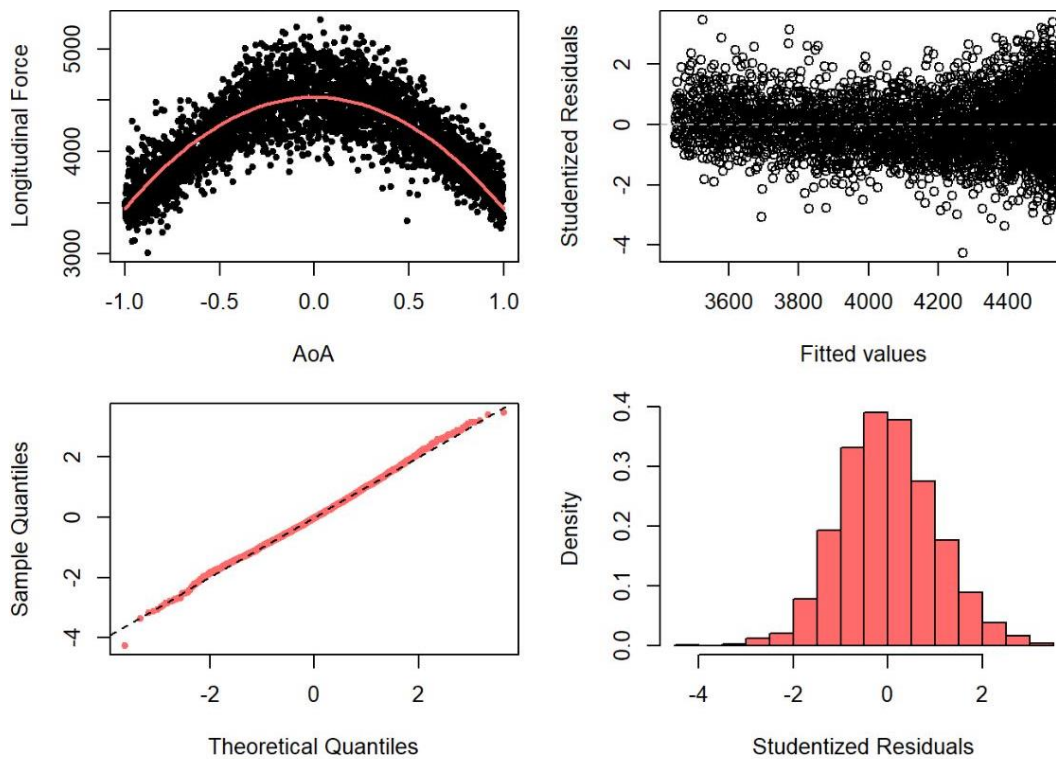 Longitudinal Force
5000
4000
3000
-1.0 -0.5 0.0 0.5 1.0
AoA
Studentized Residuals
2
0
-2
-4
3600 3800 4000 4200 4400
Fitted values
Sample Quantiles
2
0
-2
-4
-2 0 2
Theoretical Quantiles
Density
0.4
0.3
0.2
0.1
0.0
-4 -2 0 2
Studentized Residuals